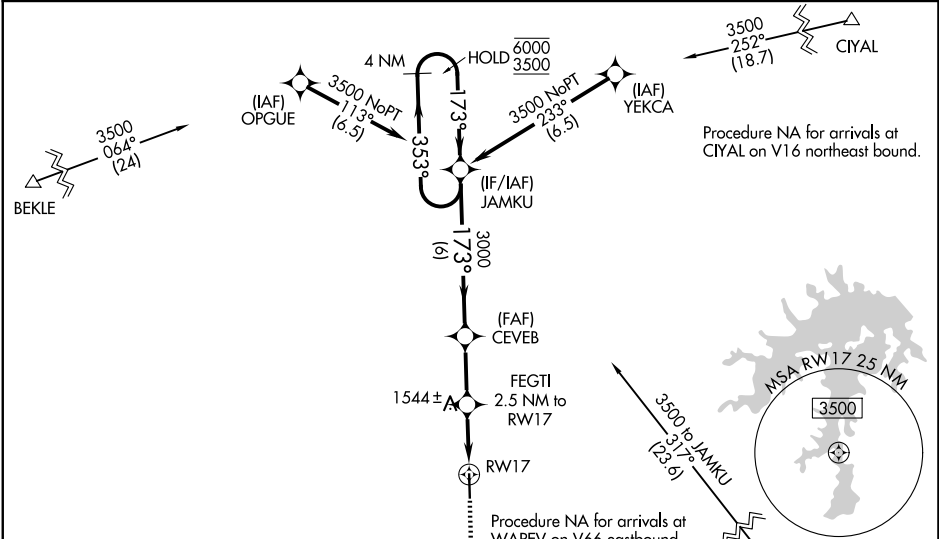 3500
252°
(18.7)
CIYAL
4 NM
HOLD 6000
3500
(IAF)
OPGUE
3500 NoPT
113°
(6.5)
173°
353°
3500 NoPT
233°
(6.5)
(IAF)
YEKCA
3500
064°
(24)
BEKLE
Procedure NA for arrivals at
CIYAL on V16 northeast bound.
(IF/IAF)
JAMKU
3000
173°
(6)
(FAF)
CEVEB
1544 ±
FEGTI
2.5 NM to
RW17
RW17
3500 to JAMKU
317°
(23.6)
MSA RW17 25 NM
3500
Procedure NA for arrivals at
on V66 eastbound